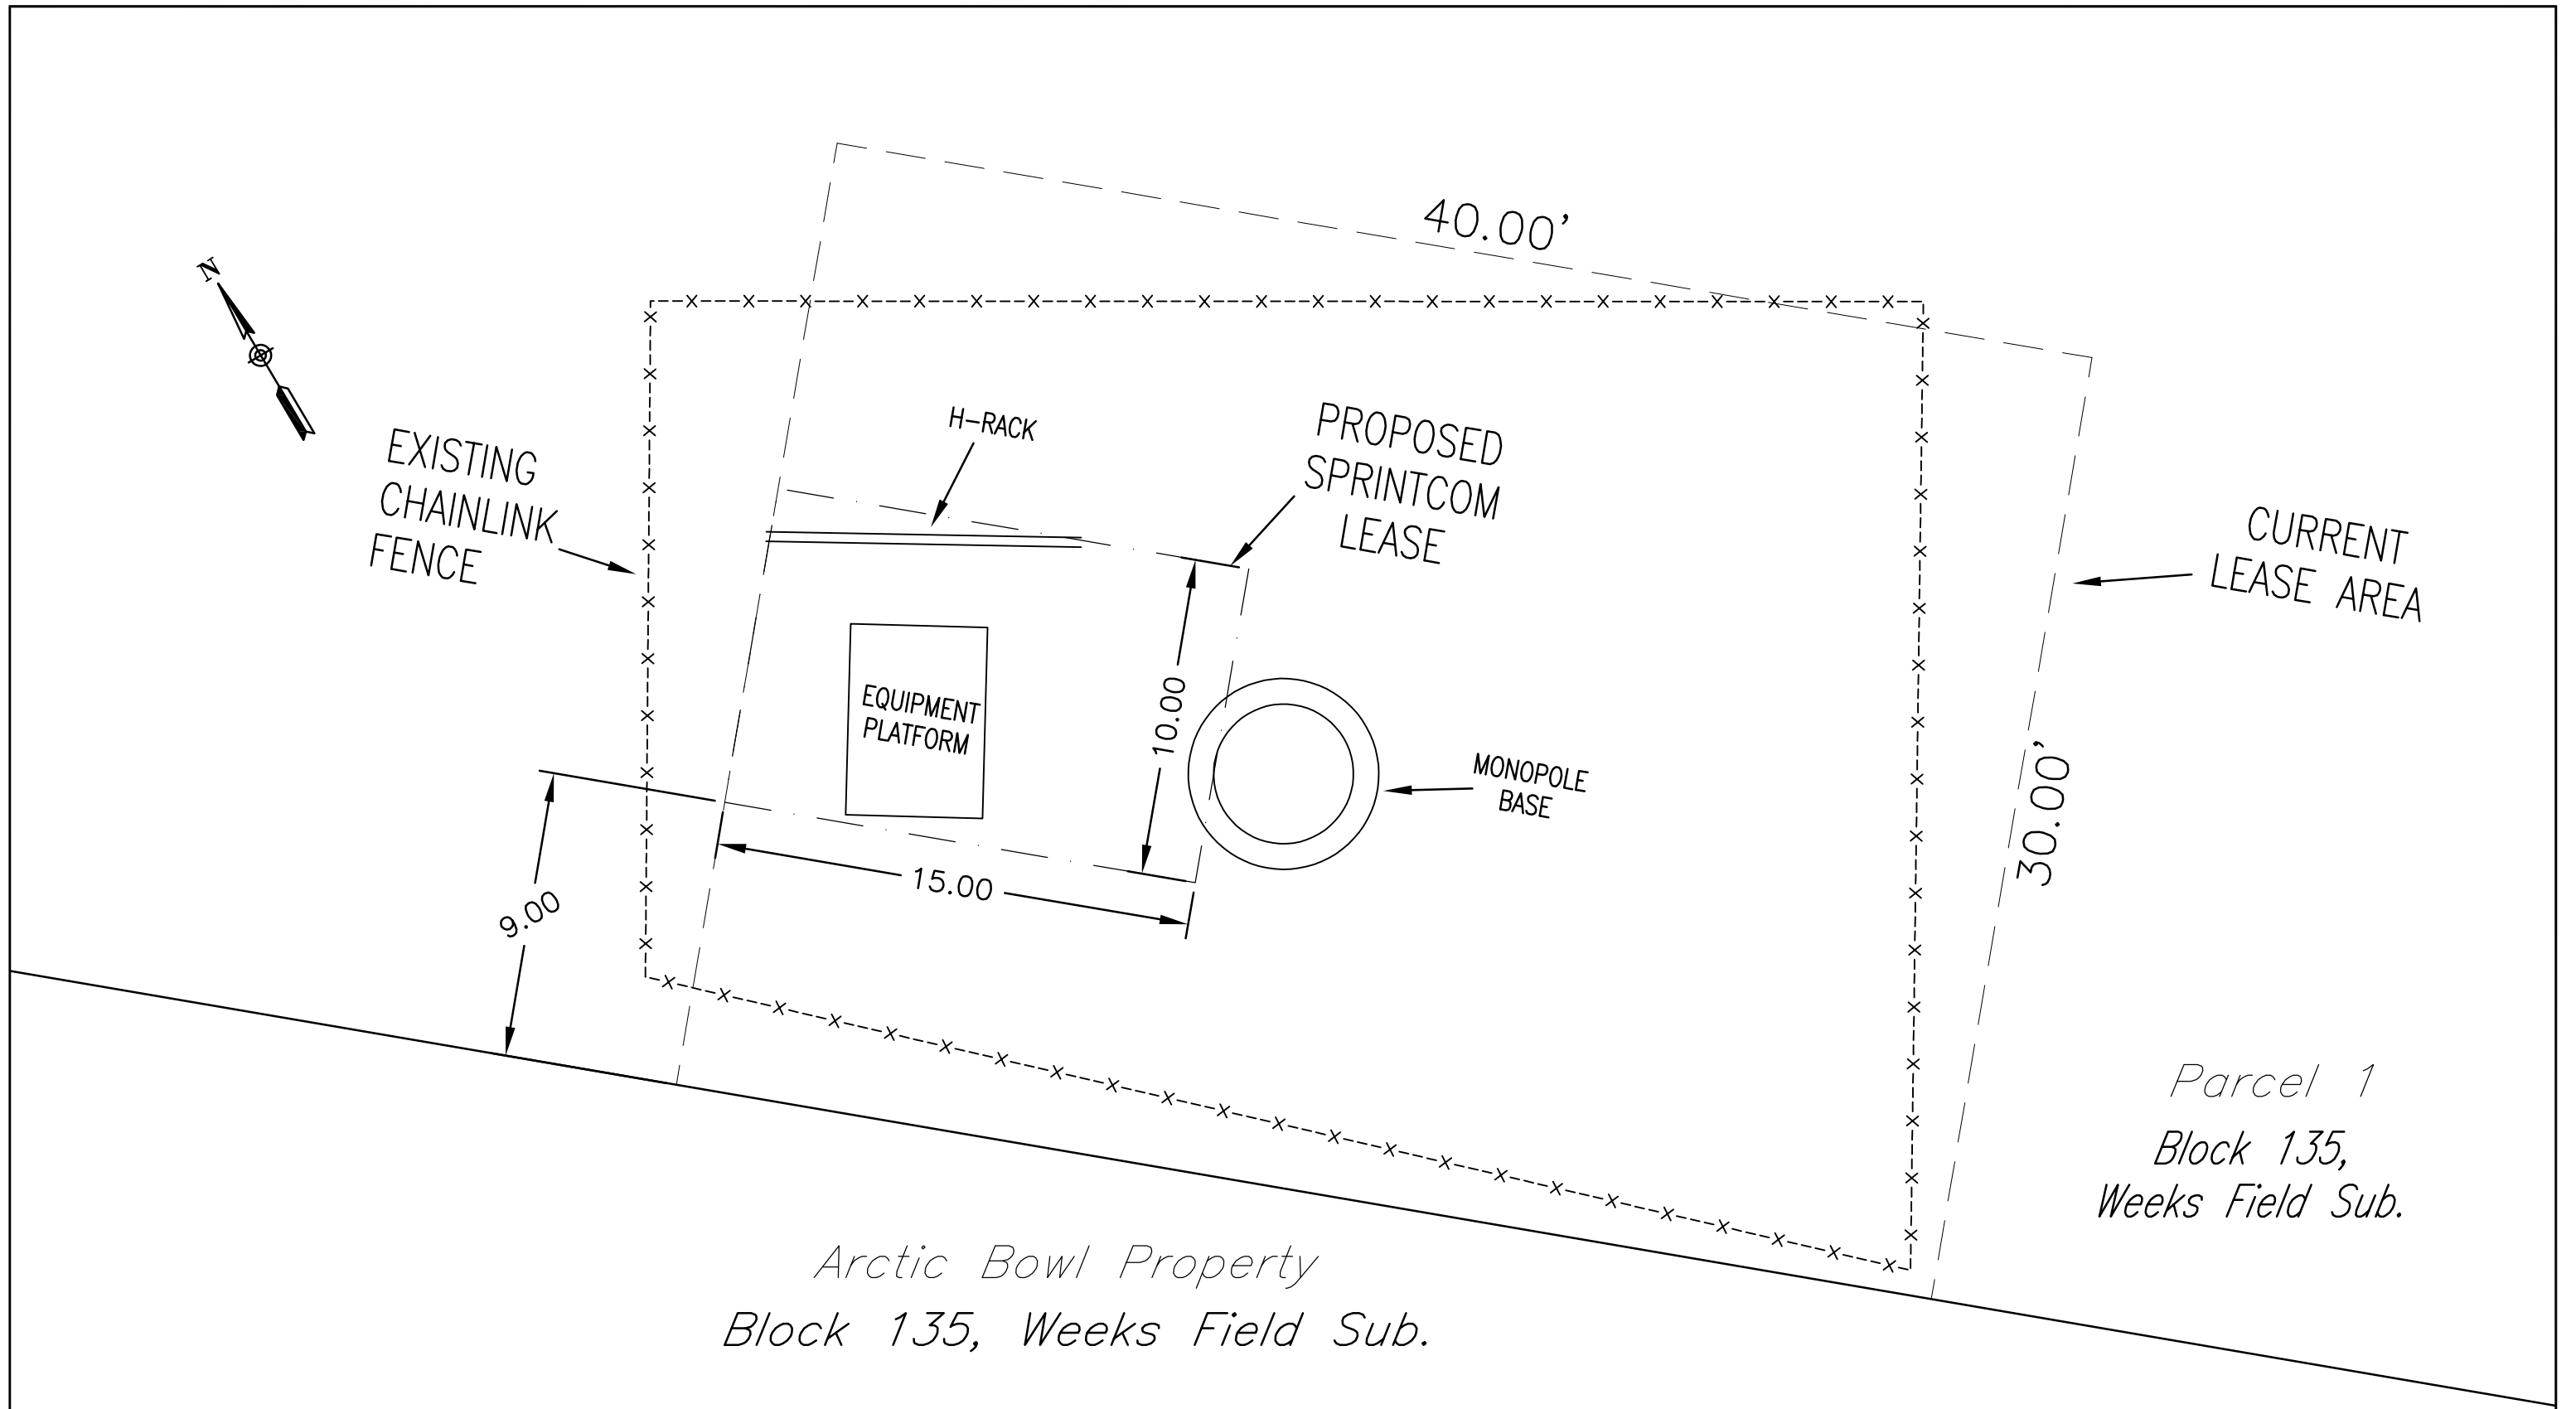 40.00’
N
H-RACK
PROPOSED
SPRINTCOM
LEASE
EXISTING
CHAINLINK
FENCE
CURRENT
LEASE AREA
EQUIPMENT
PLATFORM
10.00
MONOPOLE
BASE
30.00’
15.00
9.00
Parcel 1
Block 135,
Weeks Field Sub.
Arctic Bowl Property
Block 135, Weeks Field Sub.